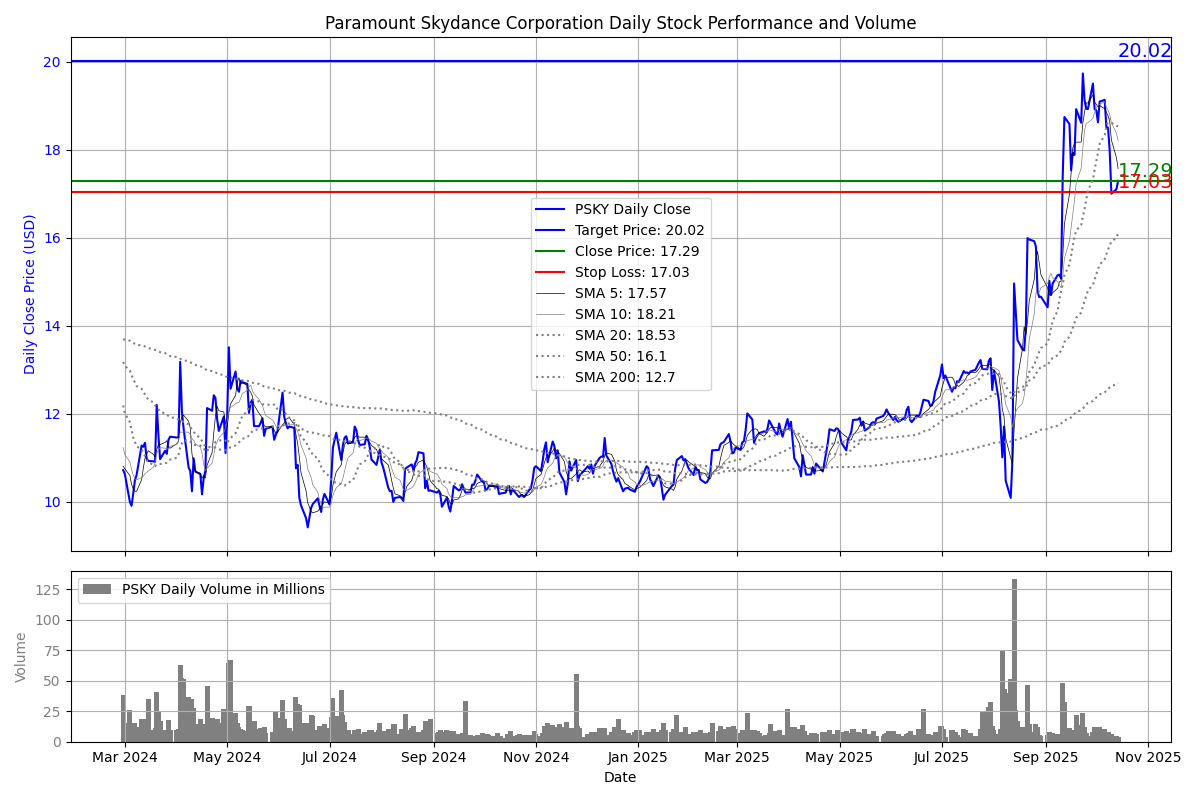 Paramount Skydance Corporation Daily Stock Performance and Volume
Daily Close Price (USD)
20
18
16
14
12
10
20.02
17.29
17.03
PSKY Daily Close
Target Price: 20.02
Close Price: 17.29
Stop Loss: 17.03
SMA 5: 17.57
SMA 10: 18.21
SMA 20: 18.53
SMA 50: 16.1
SMA 200: 12.7
Volume
125
100
75
50
25
0
PSKY Daily Volume in Millions
Mar 2024 May 2024 Jul 2024 Sep 2024 Nov 2024 Jan 2025 Mar 2025 May 2025 Jul 2025 Sep 2025 Nov 2025
Date